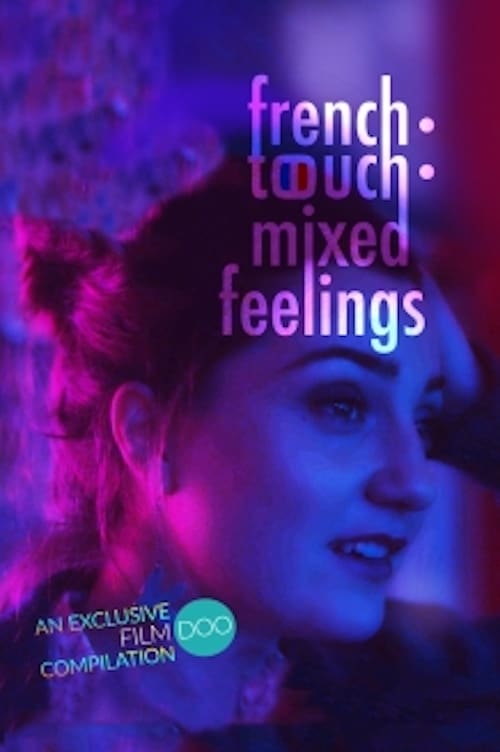 french:
touch:
mixed
feelings
AN EXCLUSIVE
FILM DOO
COMPILATION